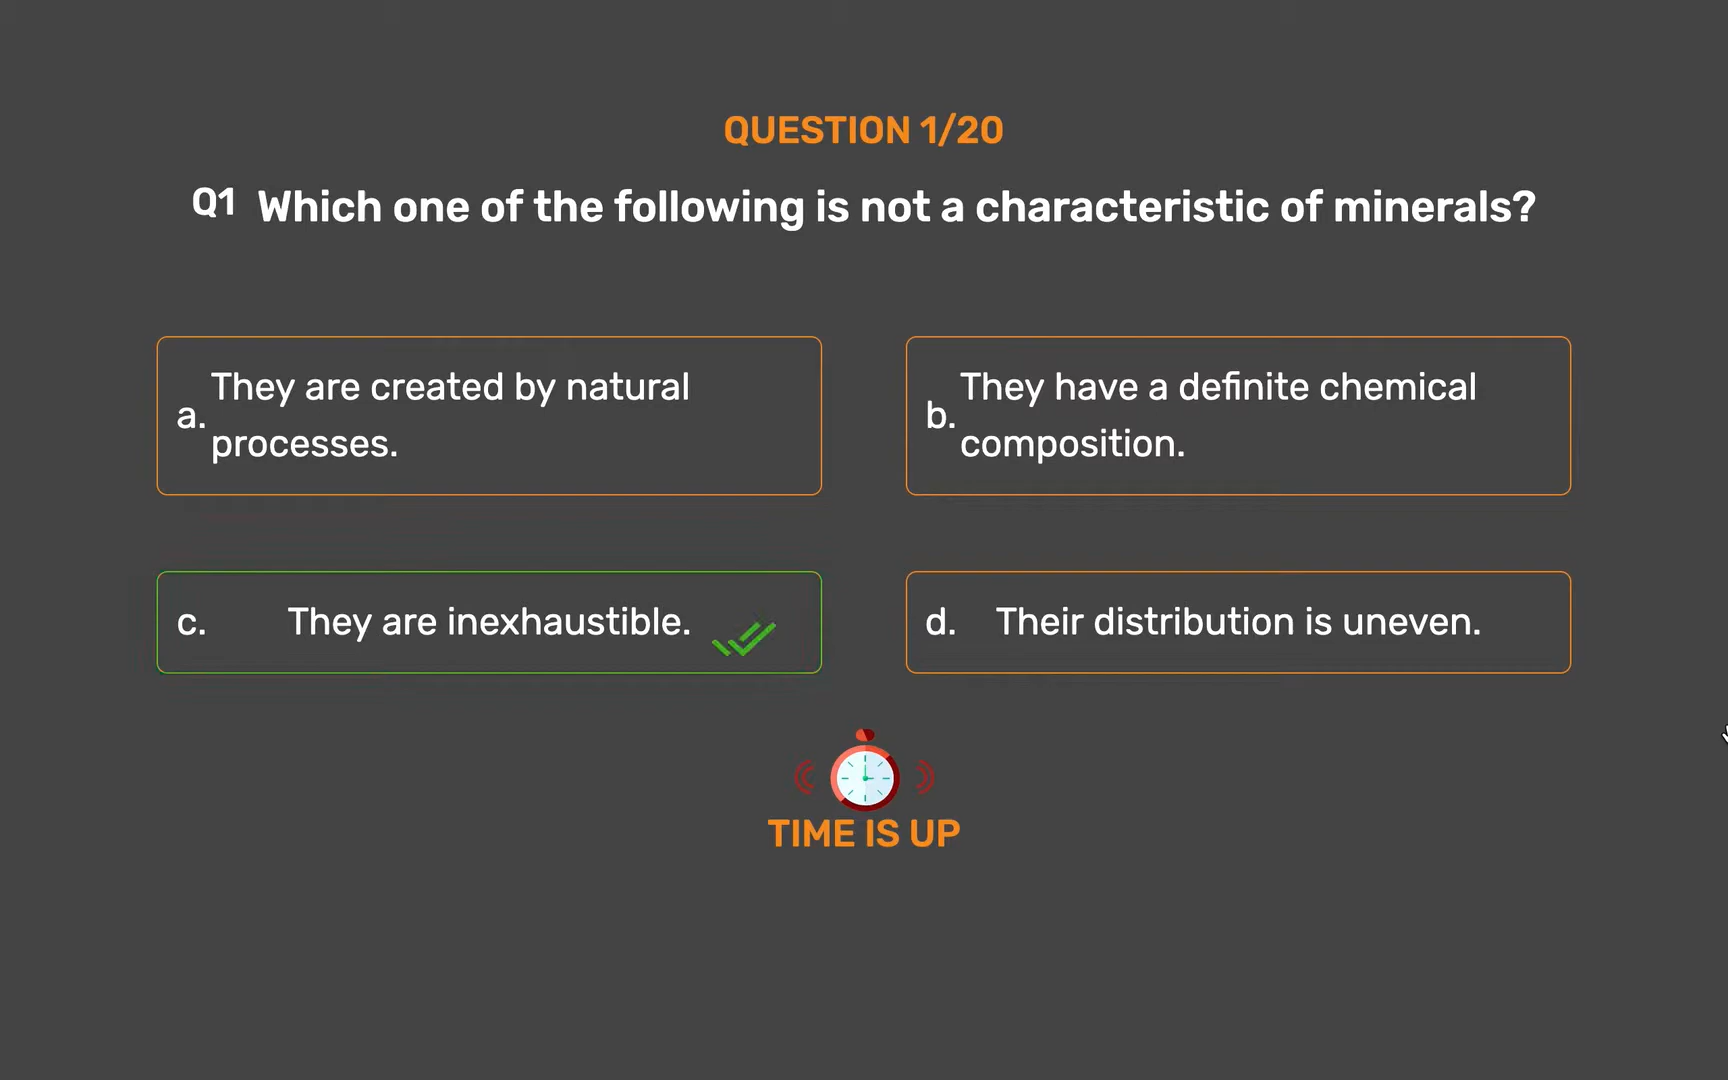 QUESTION 1/20
Q1 Which one of the following is not a characteristic of minerals?
a. They are created by natural
processes.
b. They have a definite chemical
composition.
c. They are inexhaustible.
d. Their distribution is uneven.
TIME IS UP